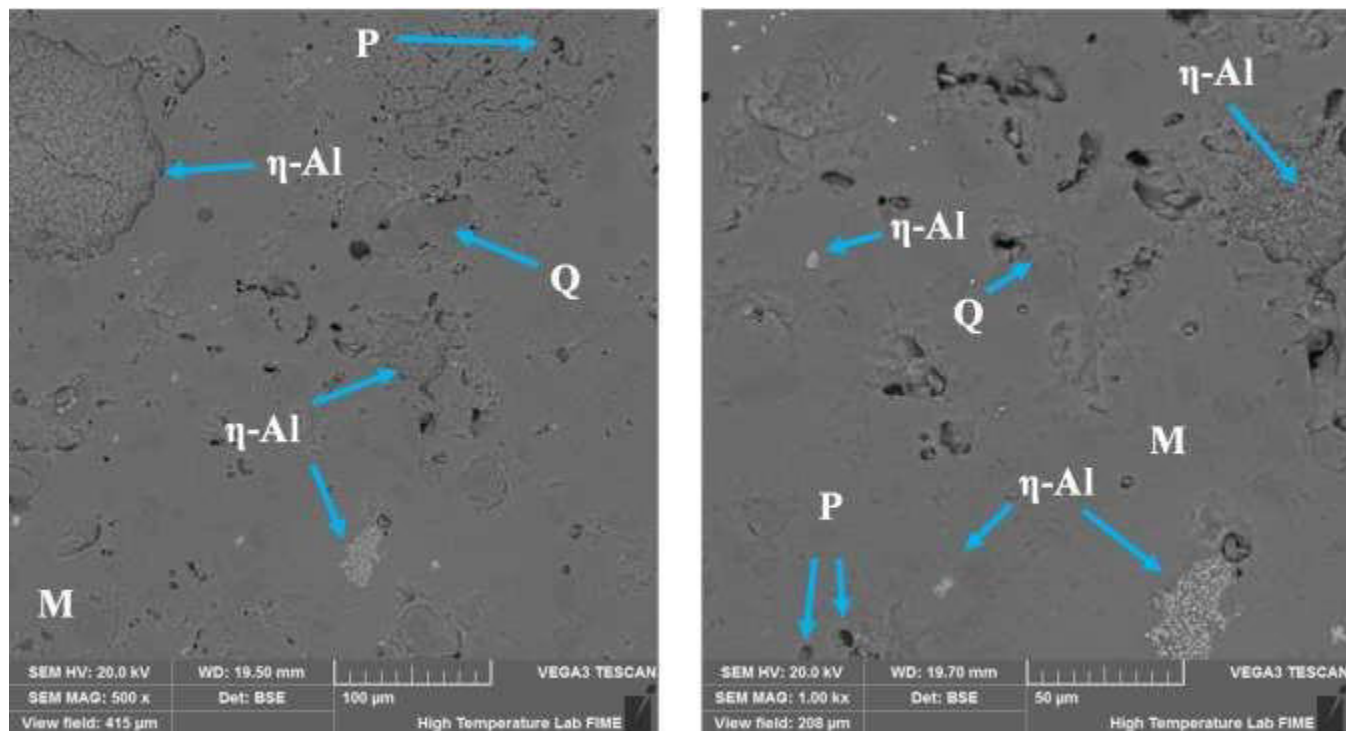 P
η-Al
Q
η-Al
M
SEM HV: 20.0 kV WD: 19.50 mm VEGA3 TESCAN
SEM MAG: 500 x Det: BSE 100 µm
View field: 415 µm High Temperature Lab FIME
η-Al
η-Al
Q
M
η-Al
P
SEM HV: 20.0 kV WD: 19.70 mm VEGA3 TESCAN
SEM MAG: 1.00 kx Det: BSE 50 µm
View field: 208 µm High Temperature Lab FIME